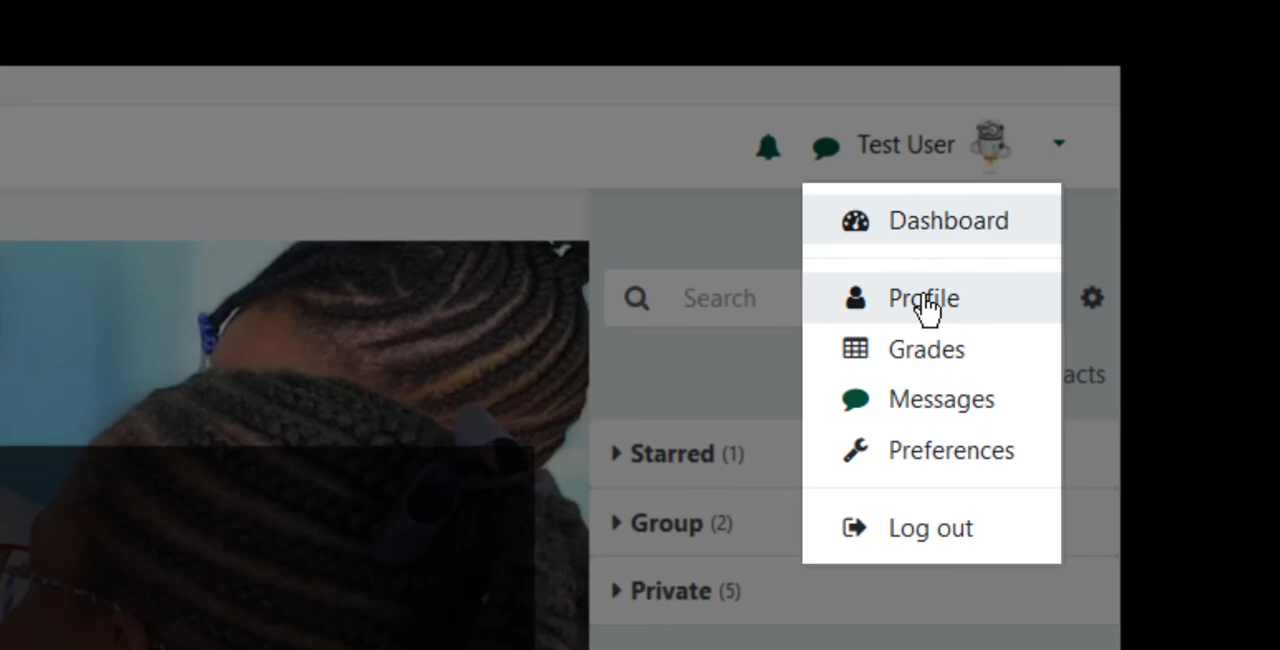 Test User
Dashboard
Search
Profile
Grades
acts
Messages
Starred (1)
Preferences
Group (2)
Log out
Private (5)